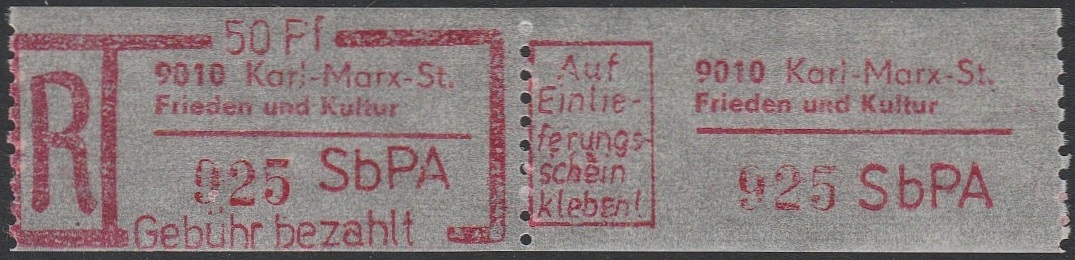 50 Pf
R
9010 Karl-Marx-St.
Frieden und Kultur
925 SbPA
Gebühr bezahlt
Auf
Einlie-
ferungs-
schein
kleben!
9010 Karl-Marx-St.
Frieden und Kultur
925 SbPA